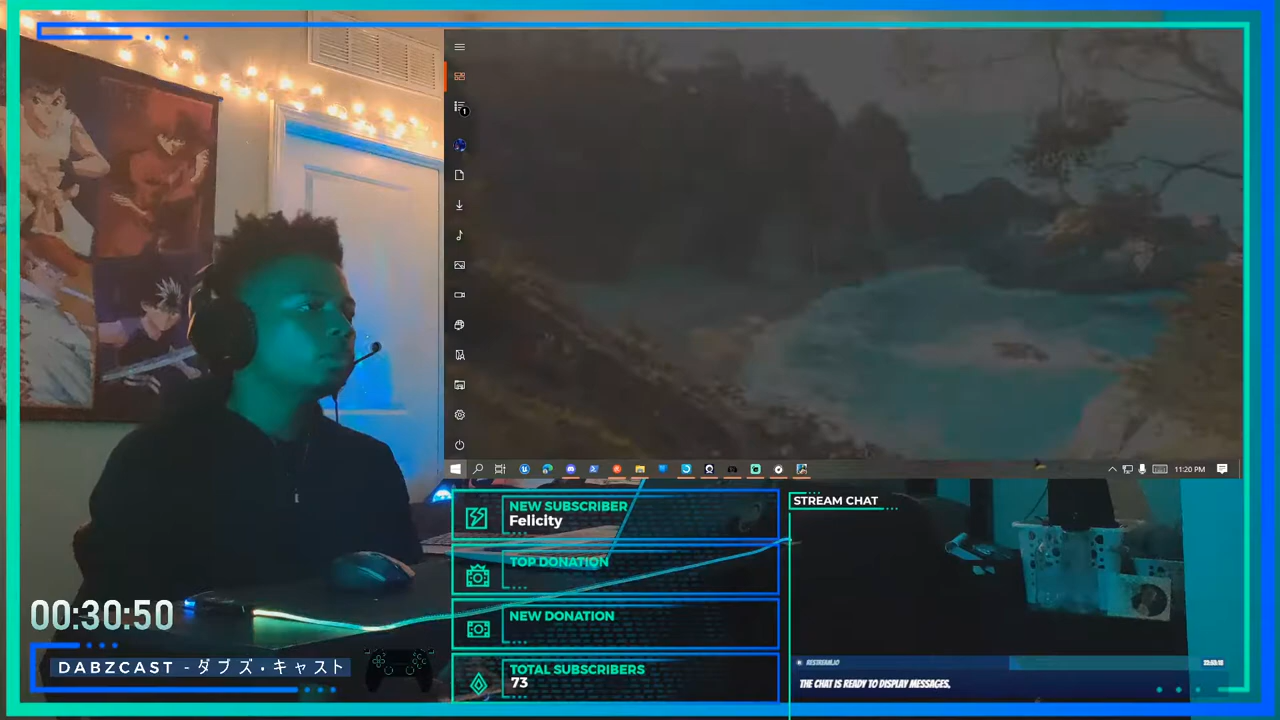 1
11:20 PM
NEW SUBSCRIBER
Felicity
TOP DONATION
NEW DONATION
TOTAL SUBSCRIBERS
73
STREAM CHAT
RESTREAM.IO
THE CHAT IS READY TO DISPLAY MESSAGES.
00:30:50
DABZCAST -ダブズ・キャスト